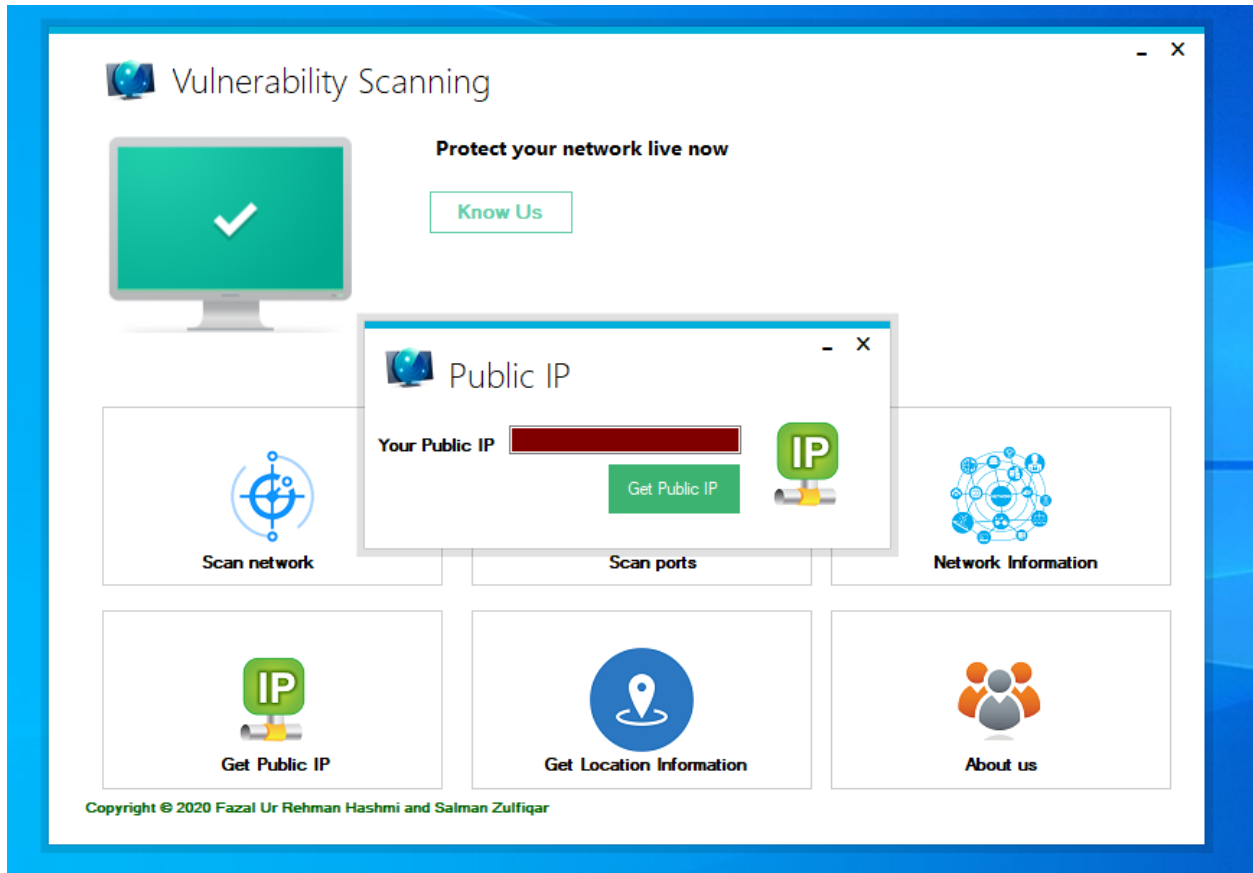 Vulnerability Scanning
Protect your network live now
Know Us
Public IP
Your Public IP
IP
Get Public IP
Scan network
Scan ports
Network Information
IP
Get Public IP
Get Location Information
About us
Copyright © 2020 Fazal Ur Rehman Hashmi and Salman Zulfiqar